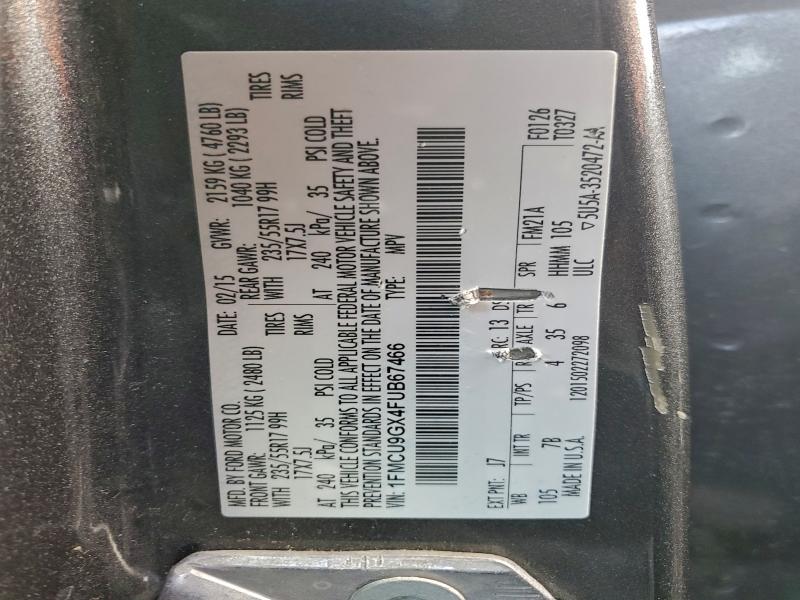 MFD. BY FORD MOTOR CO.
DATE: 02/15 GVWR: 2159 KG ( 4760 LB)
FRONT GAWR: 1125 KG ( 2480 LB) REAR GAWR: 1040 KG ( 2293 LB)
WITH 235/55R17 99H TIRES WITH 235/55R17 99H TIRES
17X7.5J RIMS 17X7.5J RIMS
AT 240 kPa/ 35 PSI COLD AT 240 kPa/ 35 PSI COLD
THIS VEHICLE CONFORMS TO ALL APPLICABLE FEDERAL MOTOR VEHICLE SAFETY AND THEFT
PREVENTION STANDARDS IN EFFECT ON THE DATE OF MANUFACTURE SHOWN ABOVE.
VIN: 1FMCU9GX4FUB67466 TYPE: MPV
EXT PNT: J7 RC: 13 DS F0126
WB INT TR TP/PS R AXLE TR SPR FM21A T0327
105 7B 4 35 6 HHMM 105
MADE IN U.S.A. 1201502272098 ULC ▽5U5A-3520472-AA